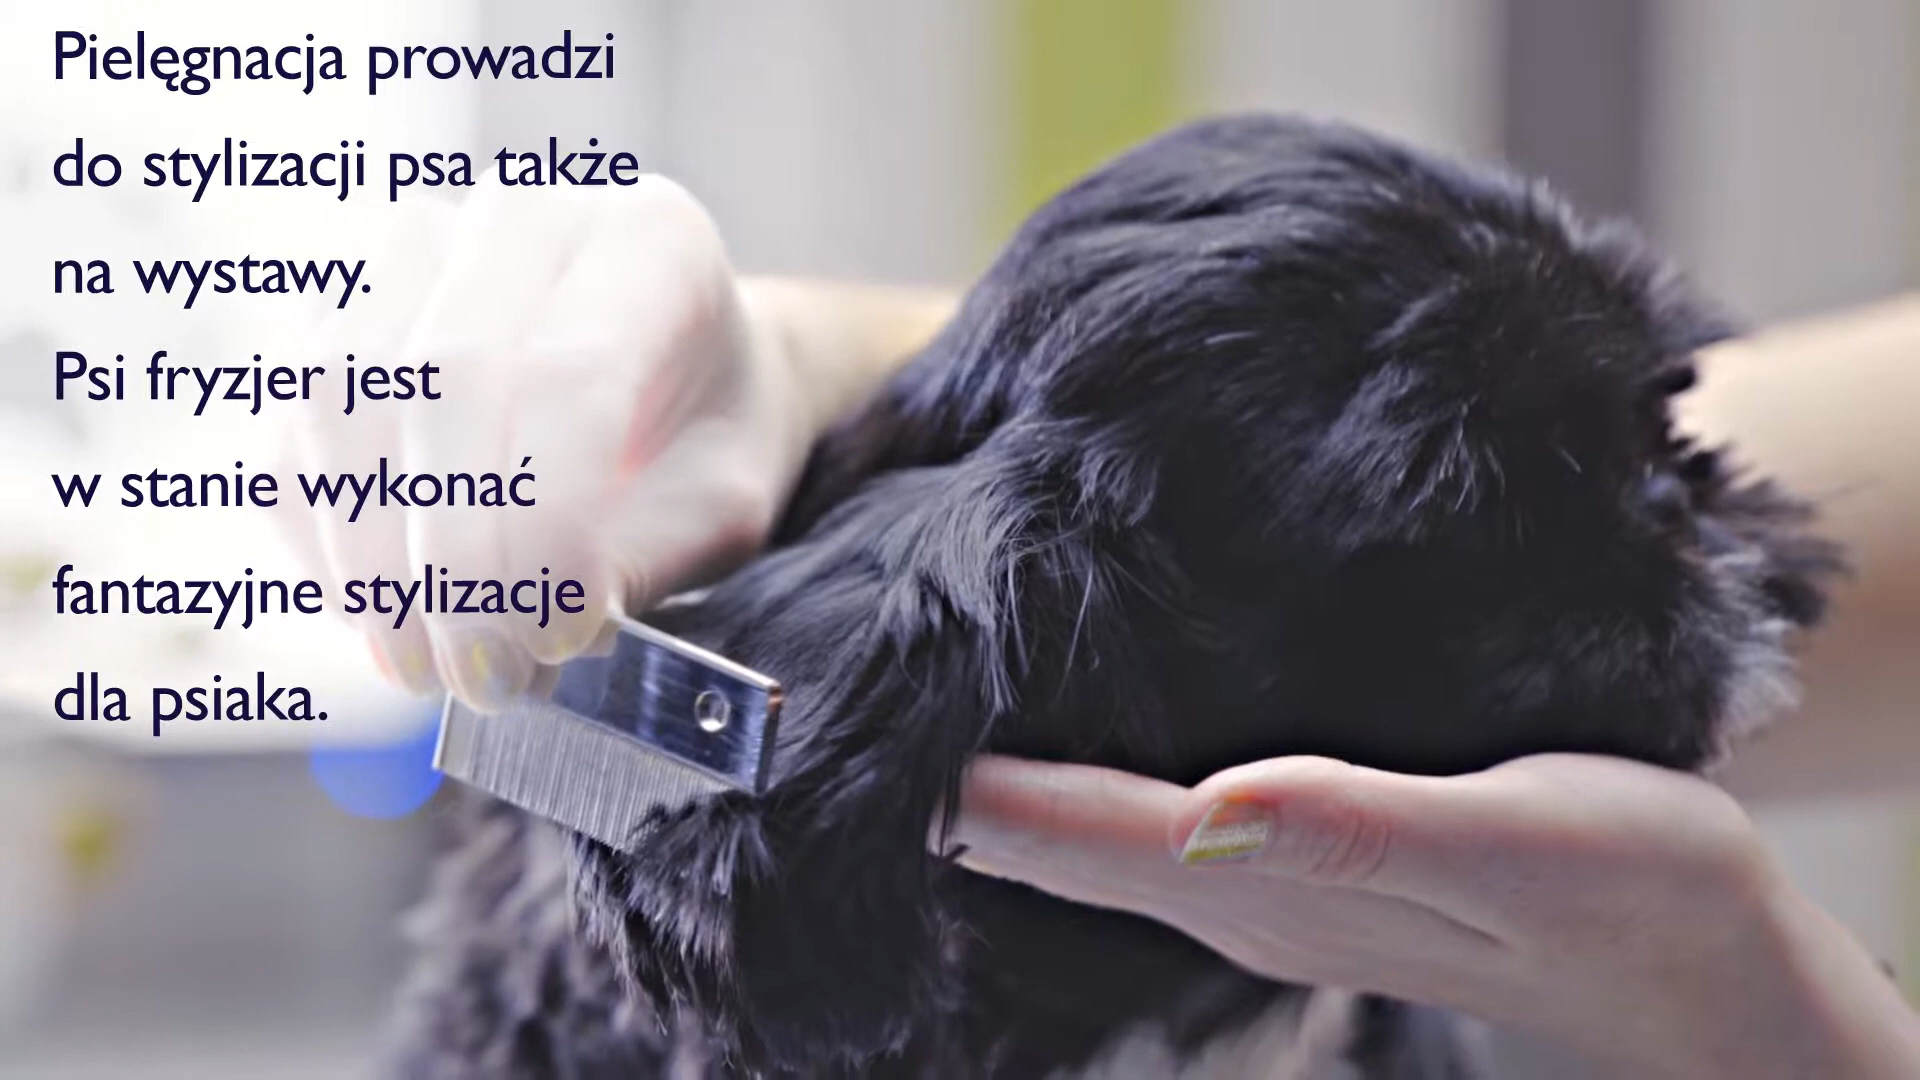 Pielęgnacja prowadzi
do stylizacji psa także
na wystawy.
Psi fryzjer jest
w stanie wykonać
fantazyjne stylizacje
dla psiaka.